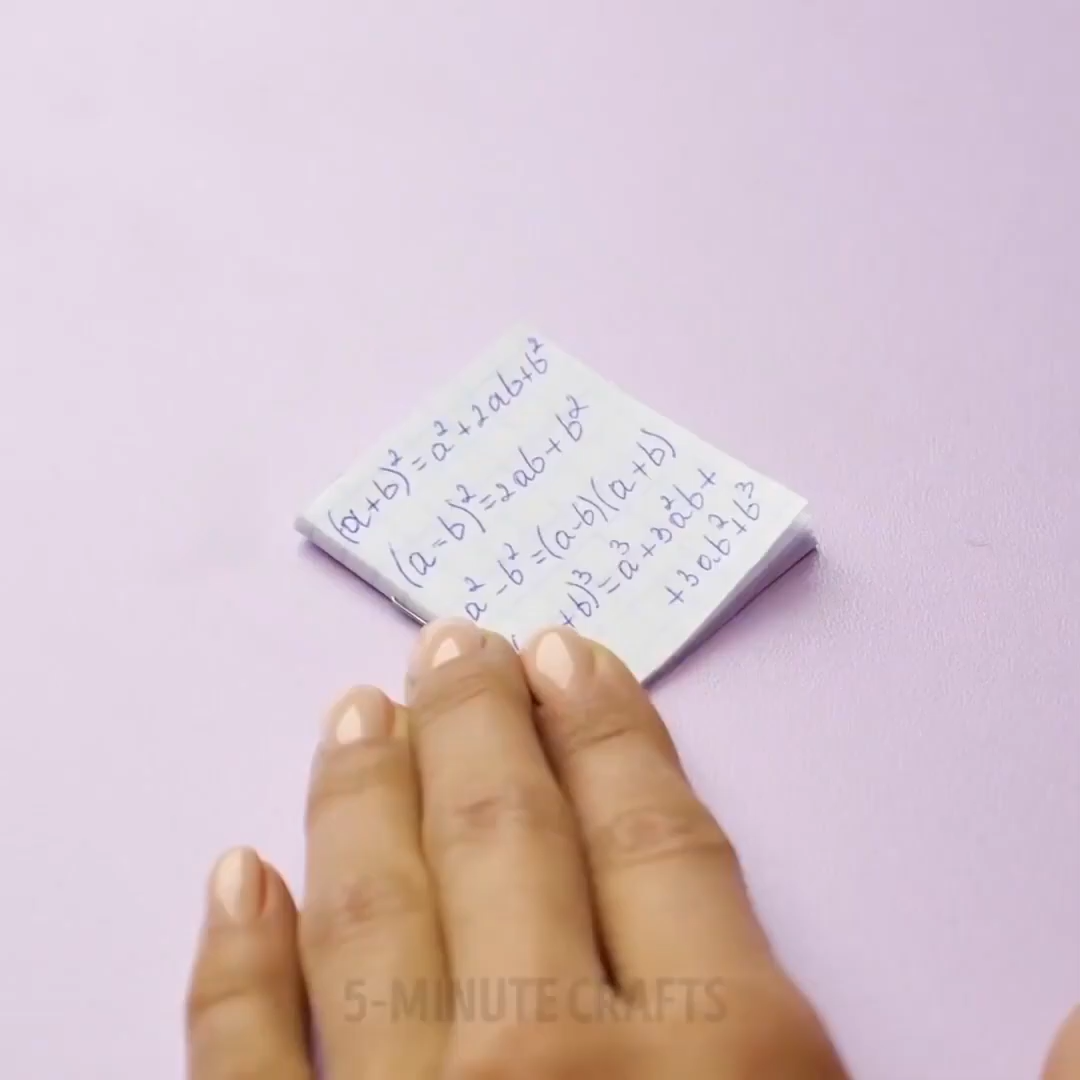 (a+b)²=a²+2ab+b²
(a-b)²=2ab+b²
a²-b²=(a-b)(a+b)
+b)³=a³+3a²b+
+3ab²+b³
5-MINUTE CRAFTS